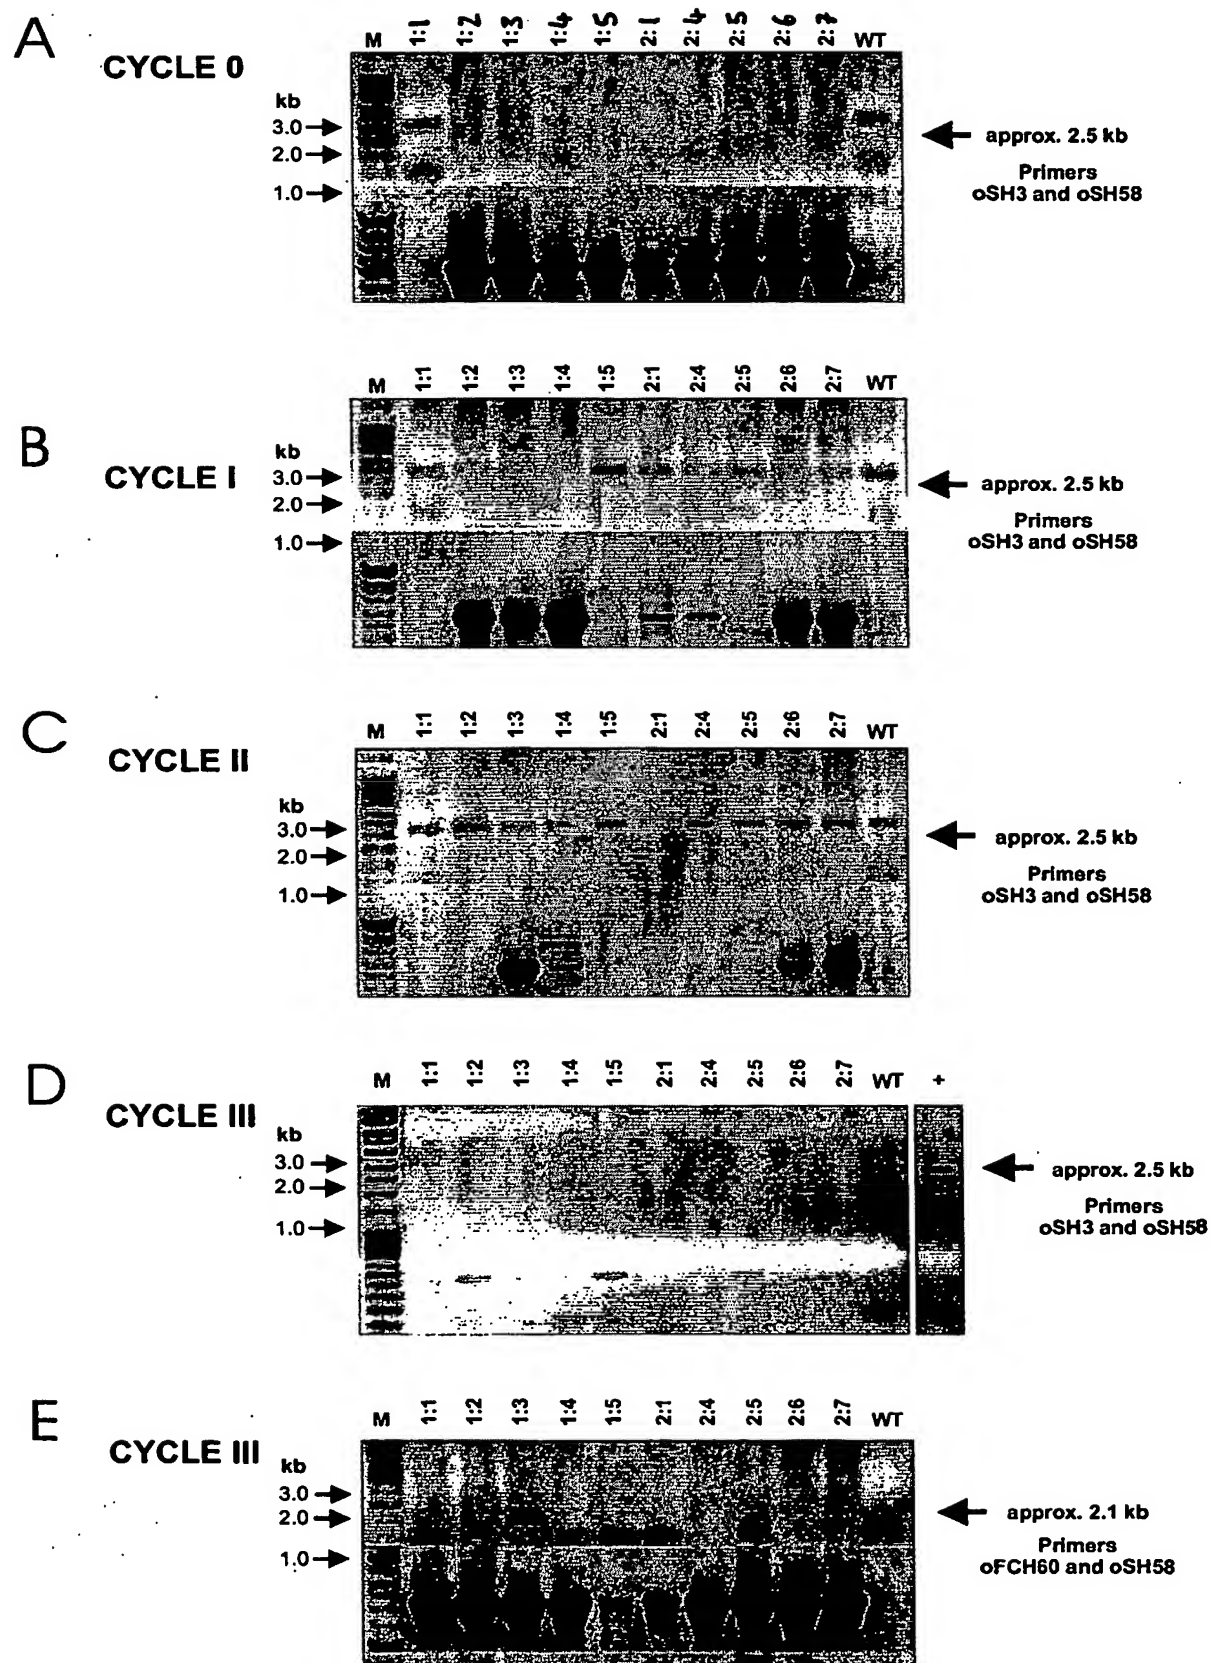 A
CYCLE 0
M 1:1 1:2 1:3 1:4 1:5 2:1 2:4 2:5 2:6 2:7 WT
kb
3.0
2.0
1.0
approx. 2.5 kb
Primers
oSH3 and oSH58
B
CYCLE I
M 1:1 1:2 1:3 1:4 1:5 2:1 2:4 2:5 2:6 2:7 WT
kb
3.0
2.0
1.0
approx. 2.5 kb
Primers
oSH3 and oSH58
C
CYCLE II
M 1:1 1:2 1:3 1:4 1:5 2:1 2:4 2:5 2:6 2:7 WT
kb
3.0
2.0
1.0
approx. 2.5 kb
Primers
oSH3 and oSH58
D
CYCLE III
M 1:1 1:2 1:3 1:4 1:5 2:1 2:4 2:5 2:6 2:7 WT +
kb
3.0
2.0
1.0
approx. 2.5 kb
Primers
oSH3 and oSH58
E
CYCLE III
M 1:1 1:2 1:3 1:4 1:5 2:1 2:4 2:5 2:6 2:7 WT
kb
3.0
2.0
1.0
approx. 2.1 kb
Primers
oFCH60 and oSH58